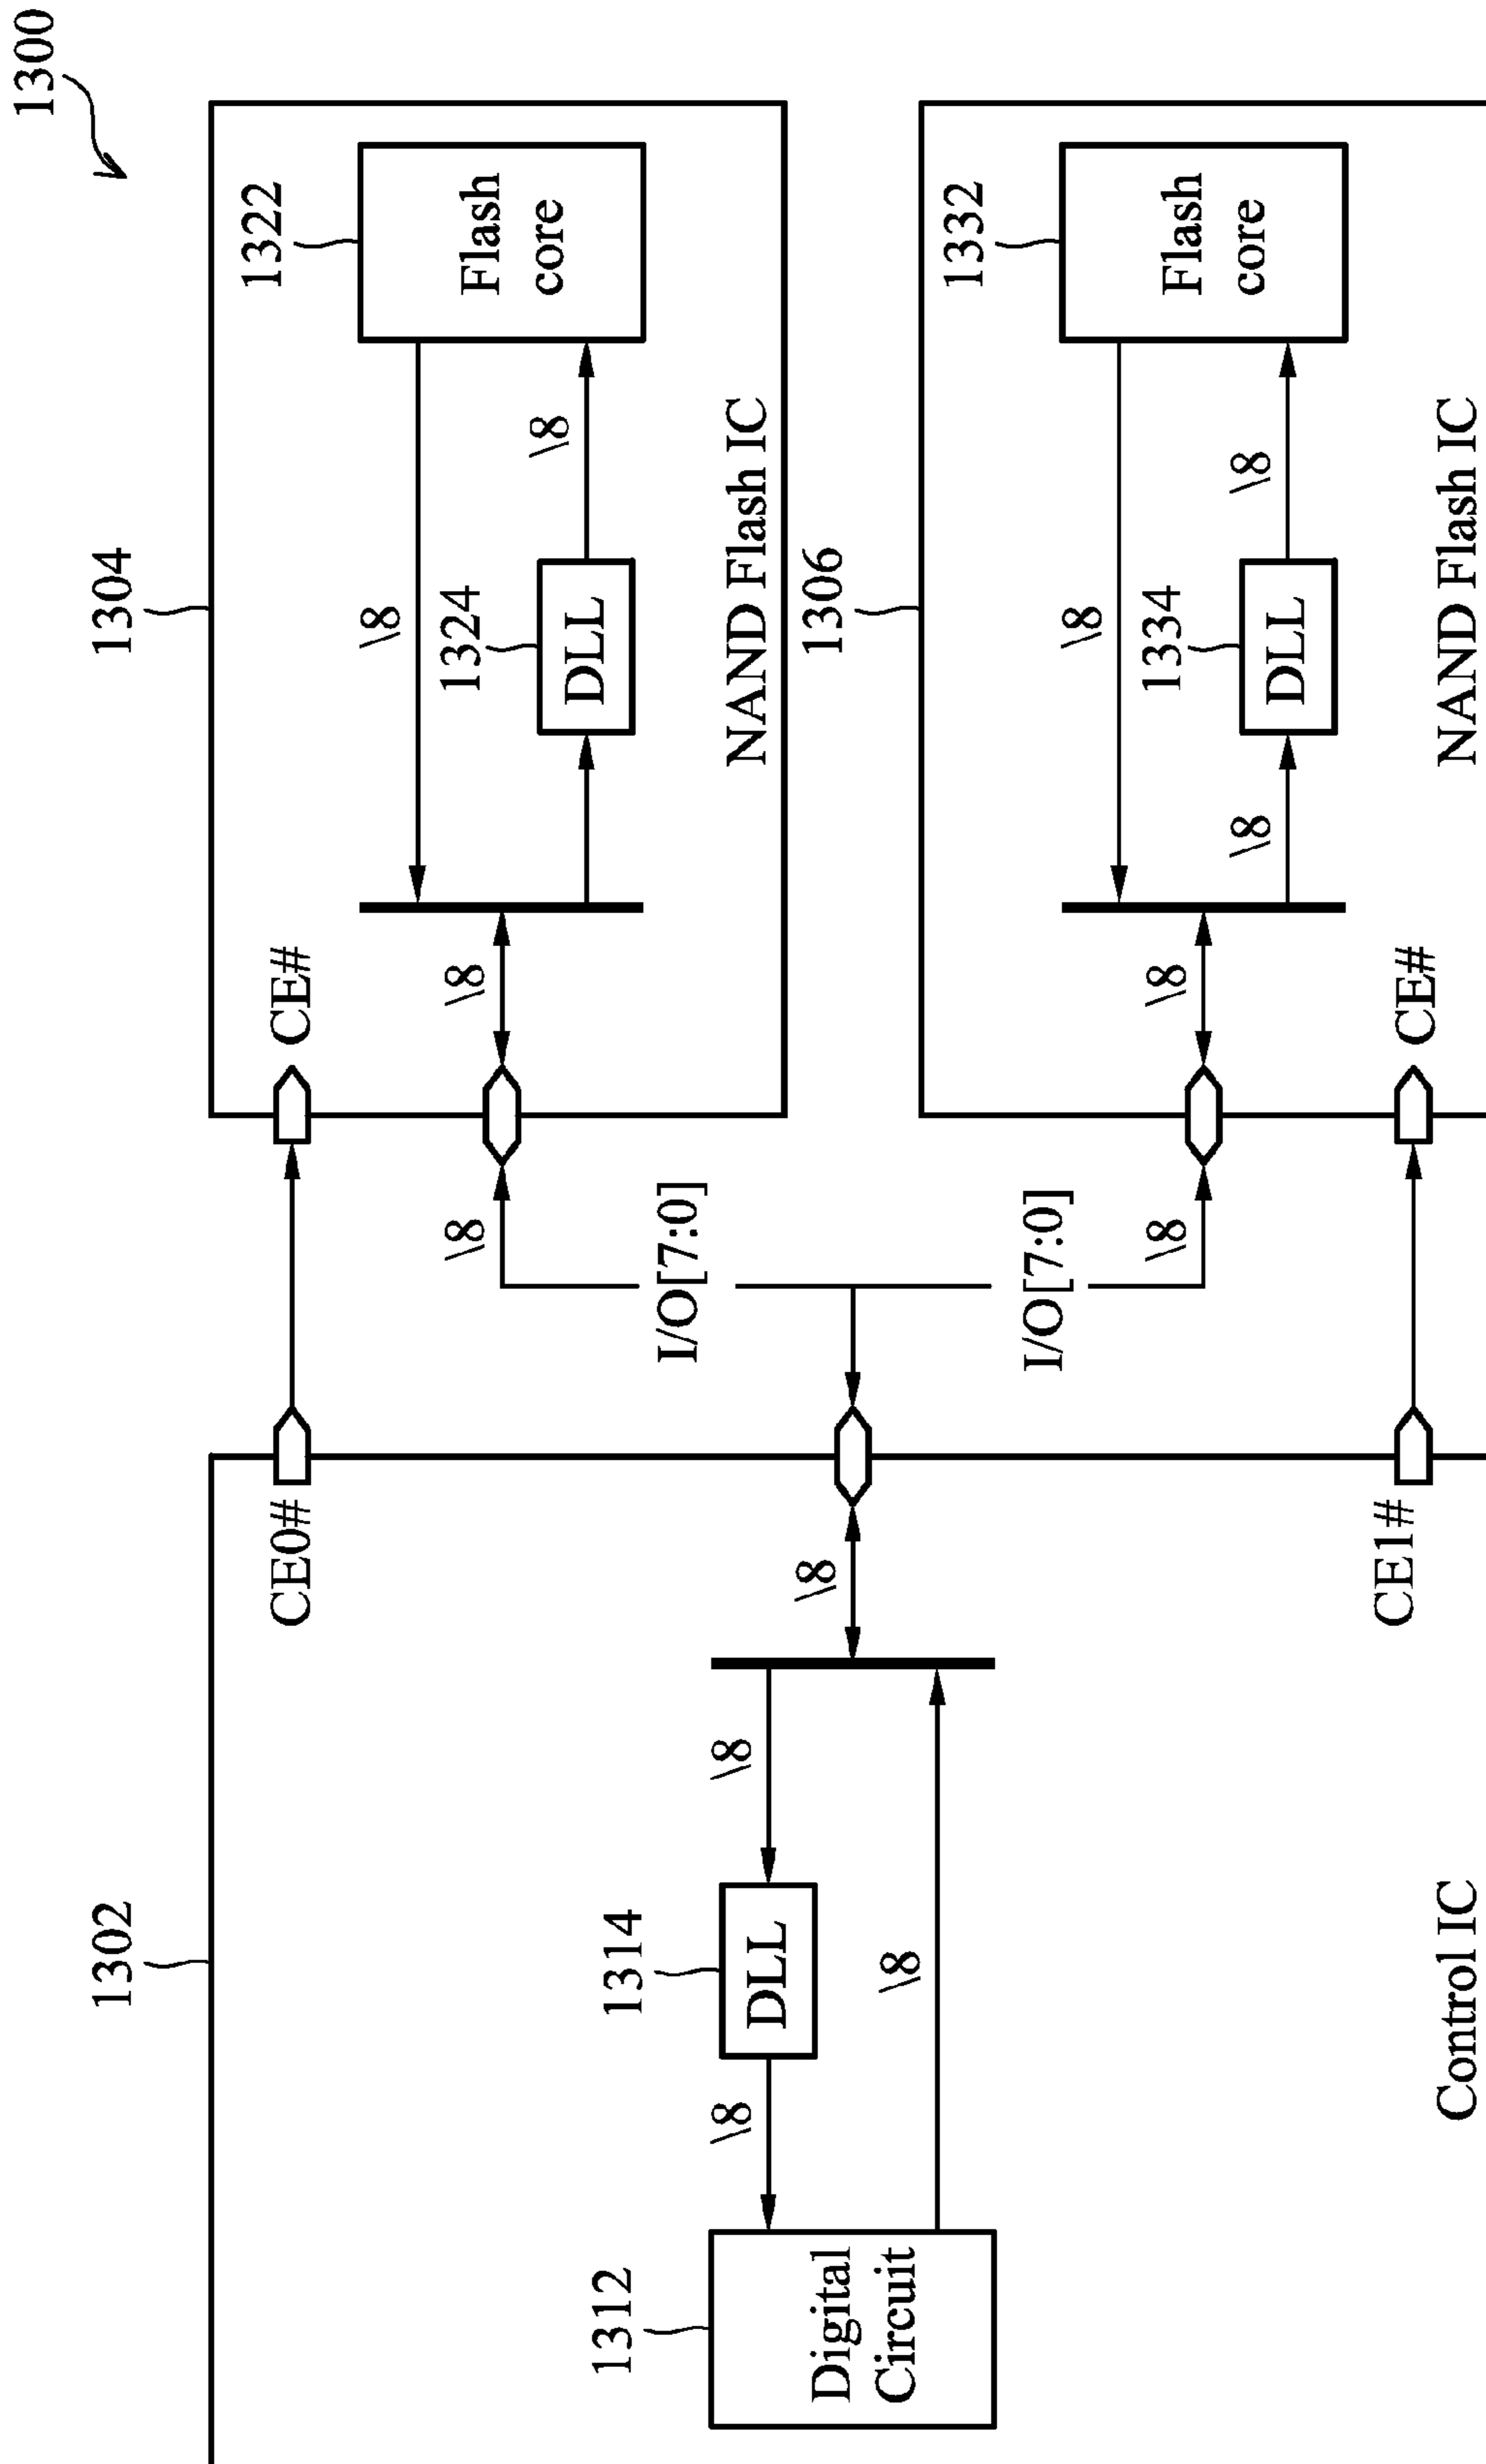 1300
1302
1304
CE0#
CE#
1322
\8
Flash
core
\8
\8
1324
DLL
\8
NAND Flash IC
1312
Digital
Circuit
1314
DLL
\8
\8
\8
\8
I/O[7:0]
I/O[7:0]
1306
1332
\8
Flash
core
\8
\8
1334
DLL
\8
\8
CE1#
CE#
Control IC
NAND Flash IC